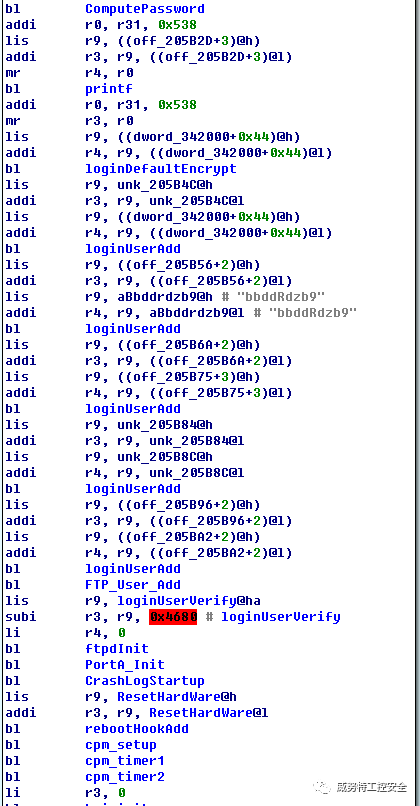 bl ComputePassword
addi r0, r31, 0x538
lis r9, ((off_205B2D+3)@h)
addi r3, r9, ((off_205B2D+3)@l)
mr r4, r0
bl printf
addi r0, r31, 0x538
mr r3, r0
lis r9, ((dword_342000+0x44)@h)
addi r4, r9, ((dword_342000+0x44)@l)
bl loginDefaultEncrypt
lis r9, unk_205B4C@h
addi r3, r9, unk_205B4C@l
lis r9, ((dword_342000+0x44)@h)
addi r4, r9, ((dword_342000+0x44)@l)
bl loginUserAdd
lis r9, ((off_205B56+2)@h)
addi r3, r9, ((off_205B56+2)@l)
lis r9, aBbddrdzb9@h # "bbddRdzb9"
addi r4, r9, aBbddrdzb9@l # "bbddRdzb9"
bl loginUserAdd
lis r9, ((off_205B6A+2)@h)
addi r3, r9, ((off_205B6A+2)@l)
lis r9, ((off_205B75+3)@h)
addi r4, r9, ((off_205B75+3)@l)
bl loginUserAdd
lis r9, unk_205B84@h
addi r3, r9, unk_205B84@l
lis r9, unk_205B8C@h
addi r4, r9, unk_205B8C@l
bl loginUserAdd
lis r9, ((off_205B96+2)@h)
addi r3, r9, ((off_205B96+2)@l)
lis r9, ((off_205BA2+2)@h)
addi r4, r9, ((off_205BA2+2)@l)
bl loginUserAdd
bl FTP_User_Add
lis r9, loginUserVerify@ha
subi r3, r9, 0x4680 # loginUserVerify
li r4, 0
bl ftpdInit
bl PortA_Init
bl CrashLogStartup
lis r9, ResetHardWare@h
addi r3, r9, ResetHardWare@l
bl rebootHookAdd
bl cpm_setup
bl cpm_timer1
bl cpm_timer2
li r3, 0
威努特工控安全